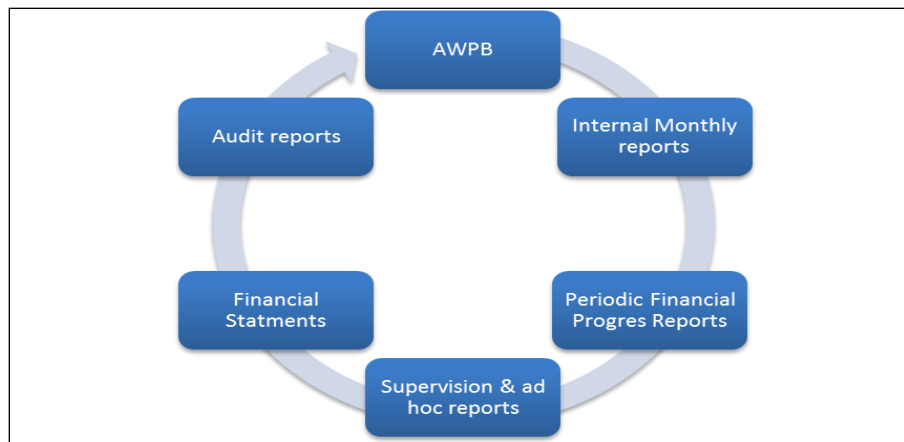 AWPB
Internal Monthly
reports
Periodic Financial
Progres Reports
Supervision & ad
hoc reports
Financial
Statments
Audit reports